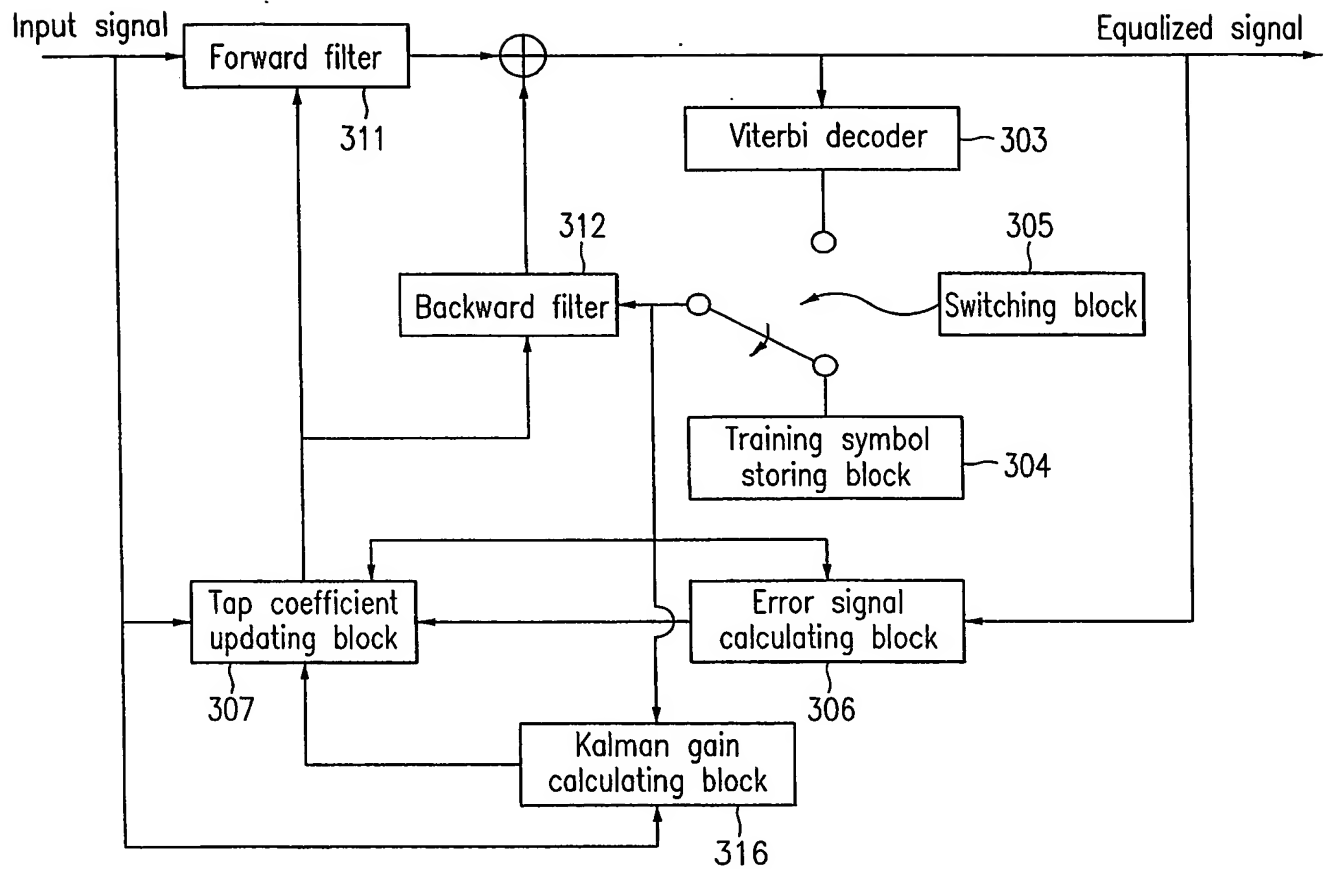 Input signal
Forward filter
311
Equalized signal
Viterbi decoder
303
312
Backward filter
305
Switching block
Training symbol
storing block
304
Tap coefficient
updating block
307
Error signal
calculating block
306
Kalman gain
calculating block
316